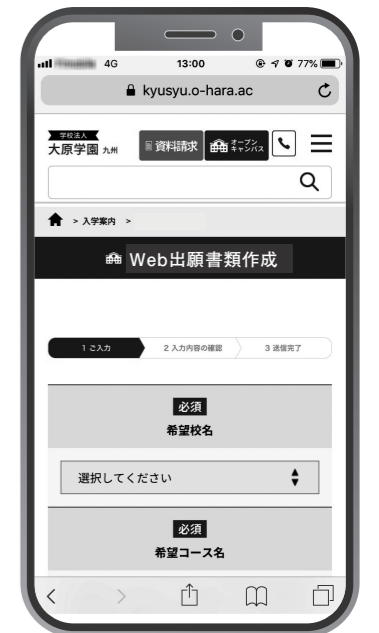 4G 13:00 77%
kyusyu.o-hara.ac
学校法人
大原学園 九州
資料請求
オープン
キャンパス
> 入学案内 >
Web出願書類作成
1 ご入力 2 入力内容の確認 3 送信完了
必須
希望校名
選択してください
必須
希望コース名